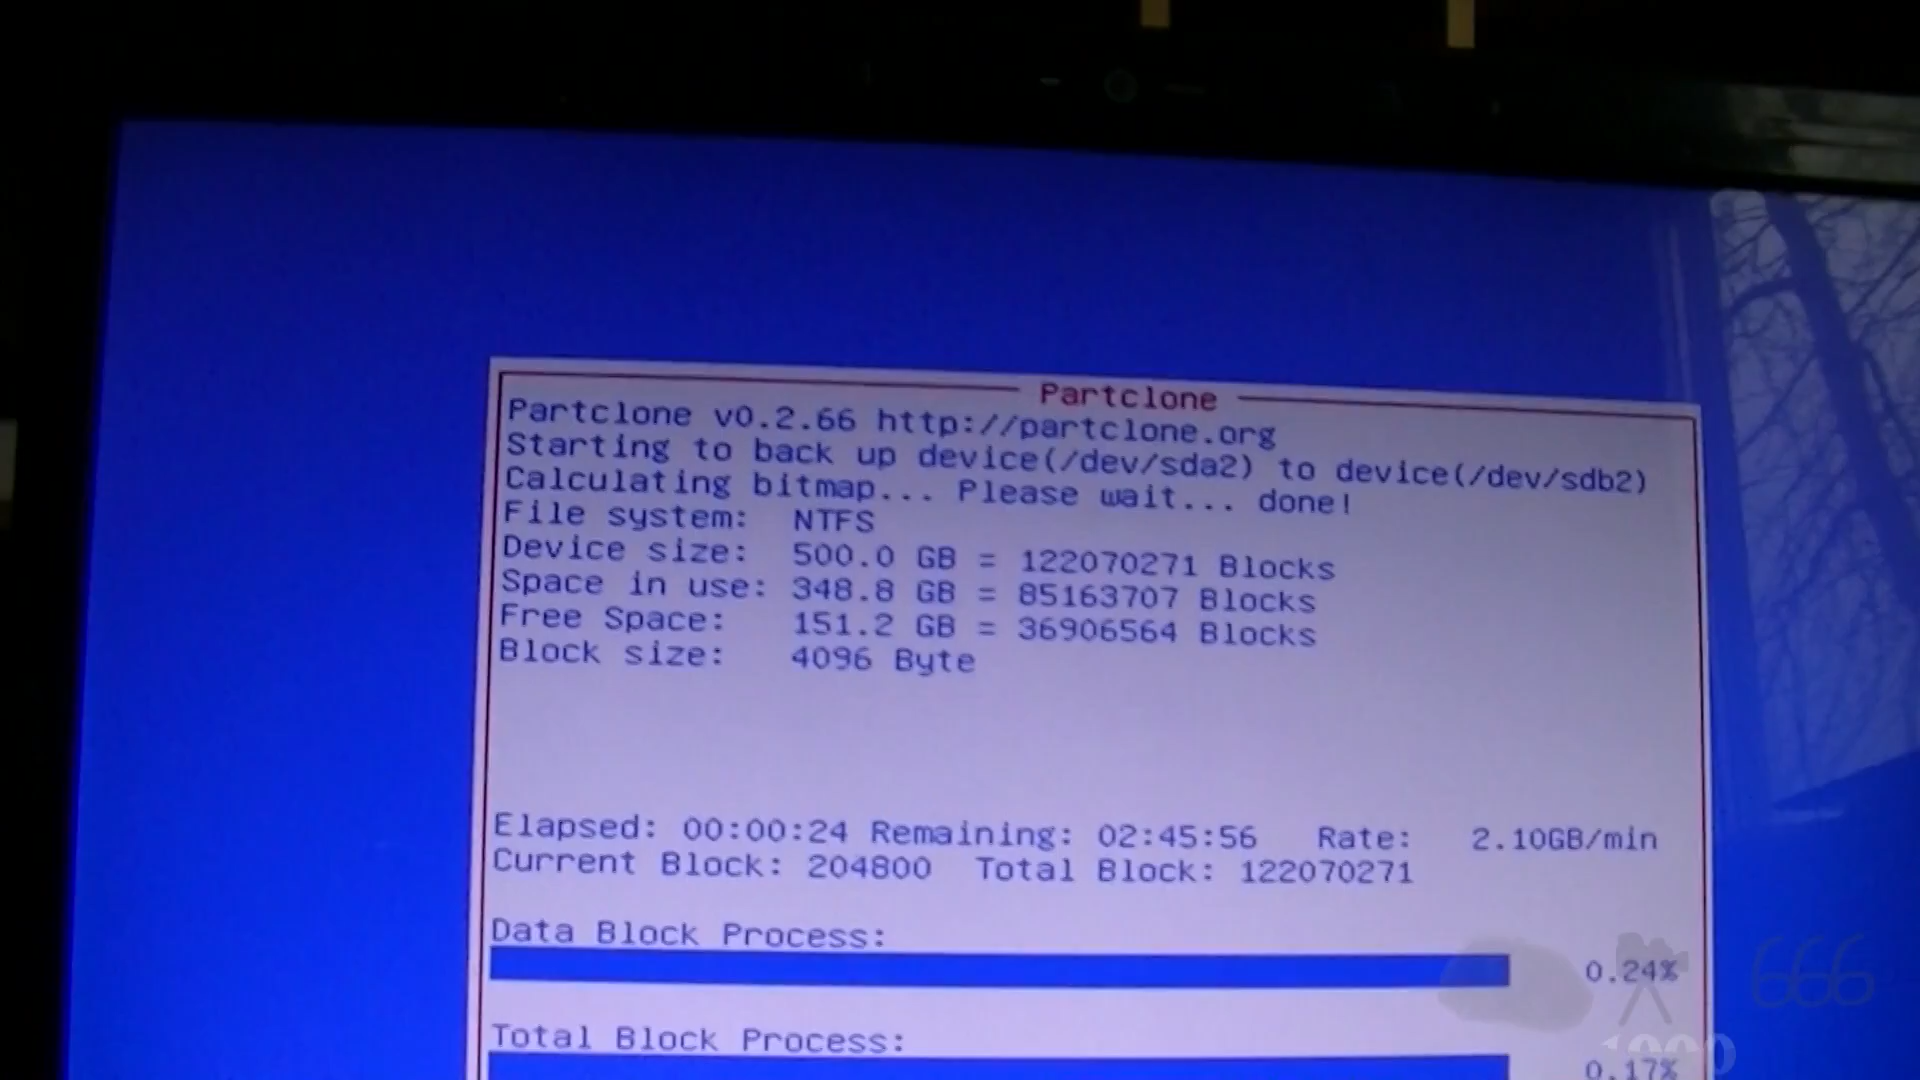 Partclone
Partclone v0.2.66 http://partclone.org
Starting to back up device(/dev/sda2) to device(/dev/sdb2)
Calculating bitmap... Please wait... done!
File system: NTFS
Device size: 500.0 GB = 122070271 Blocks
Space in use: 348.8 GB = 85163707 Blocks
Free Space: 151.2 GB = 36906564 Blocks
Block size: 4096 Byte
Elapsed: 00:00:24 Remaining: 02:45:56 Rate: 2.10GB/min
Current Block: 204800 Total Block: 122070271
Data Block Process:
0.24%
666
Total Block Process:
0.17%